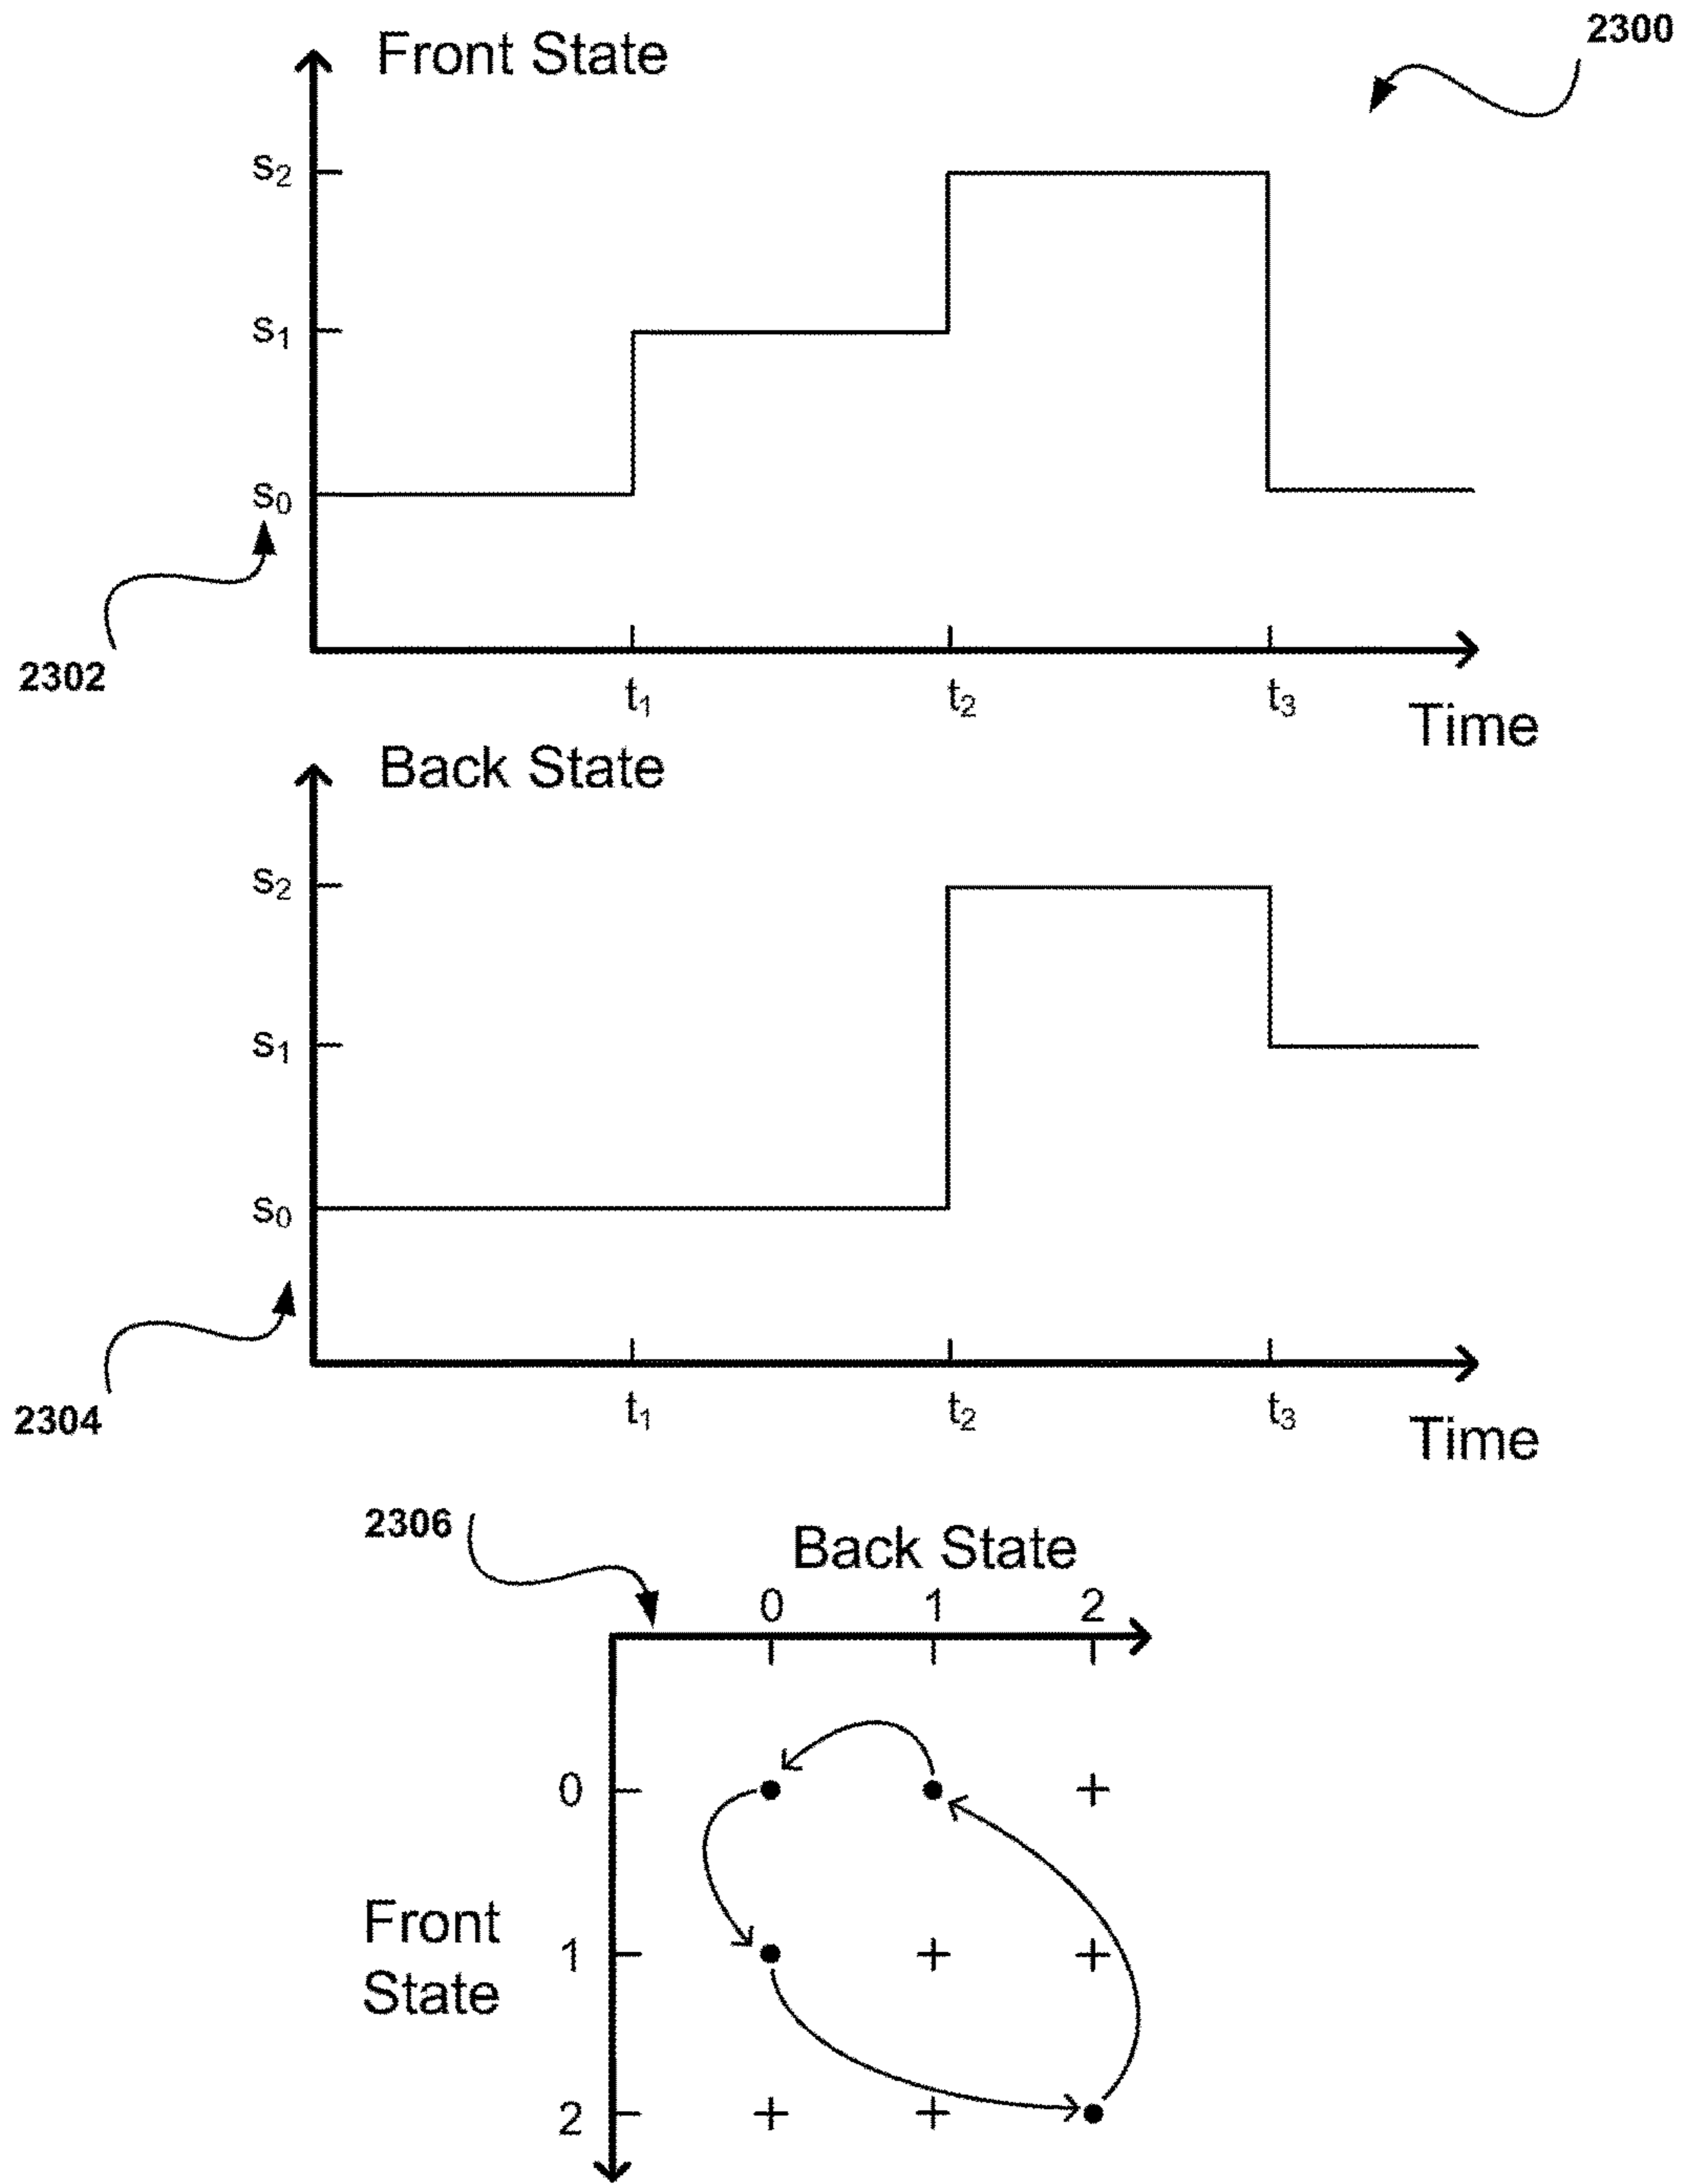 2300
Front State
S₂
S₁
S₀
2302
t₁ t₂ t₃
Time
Back State
S₂
S₁
S₀
2304
t₁ t₂ t₃
Time
2306
Back State
0 1 2
0
Front
State
1
2